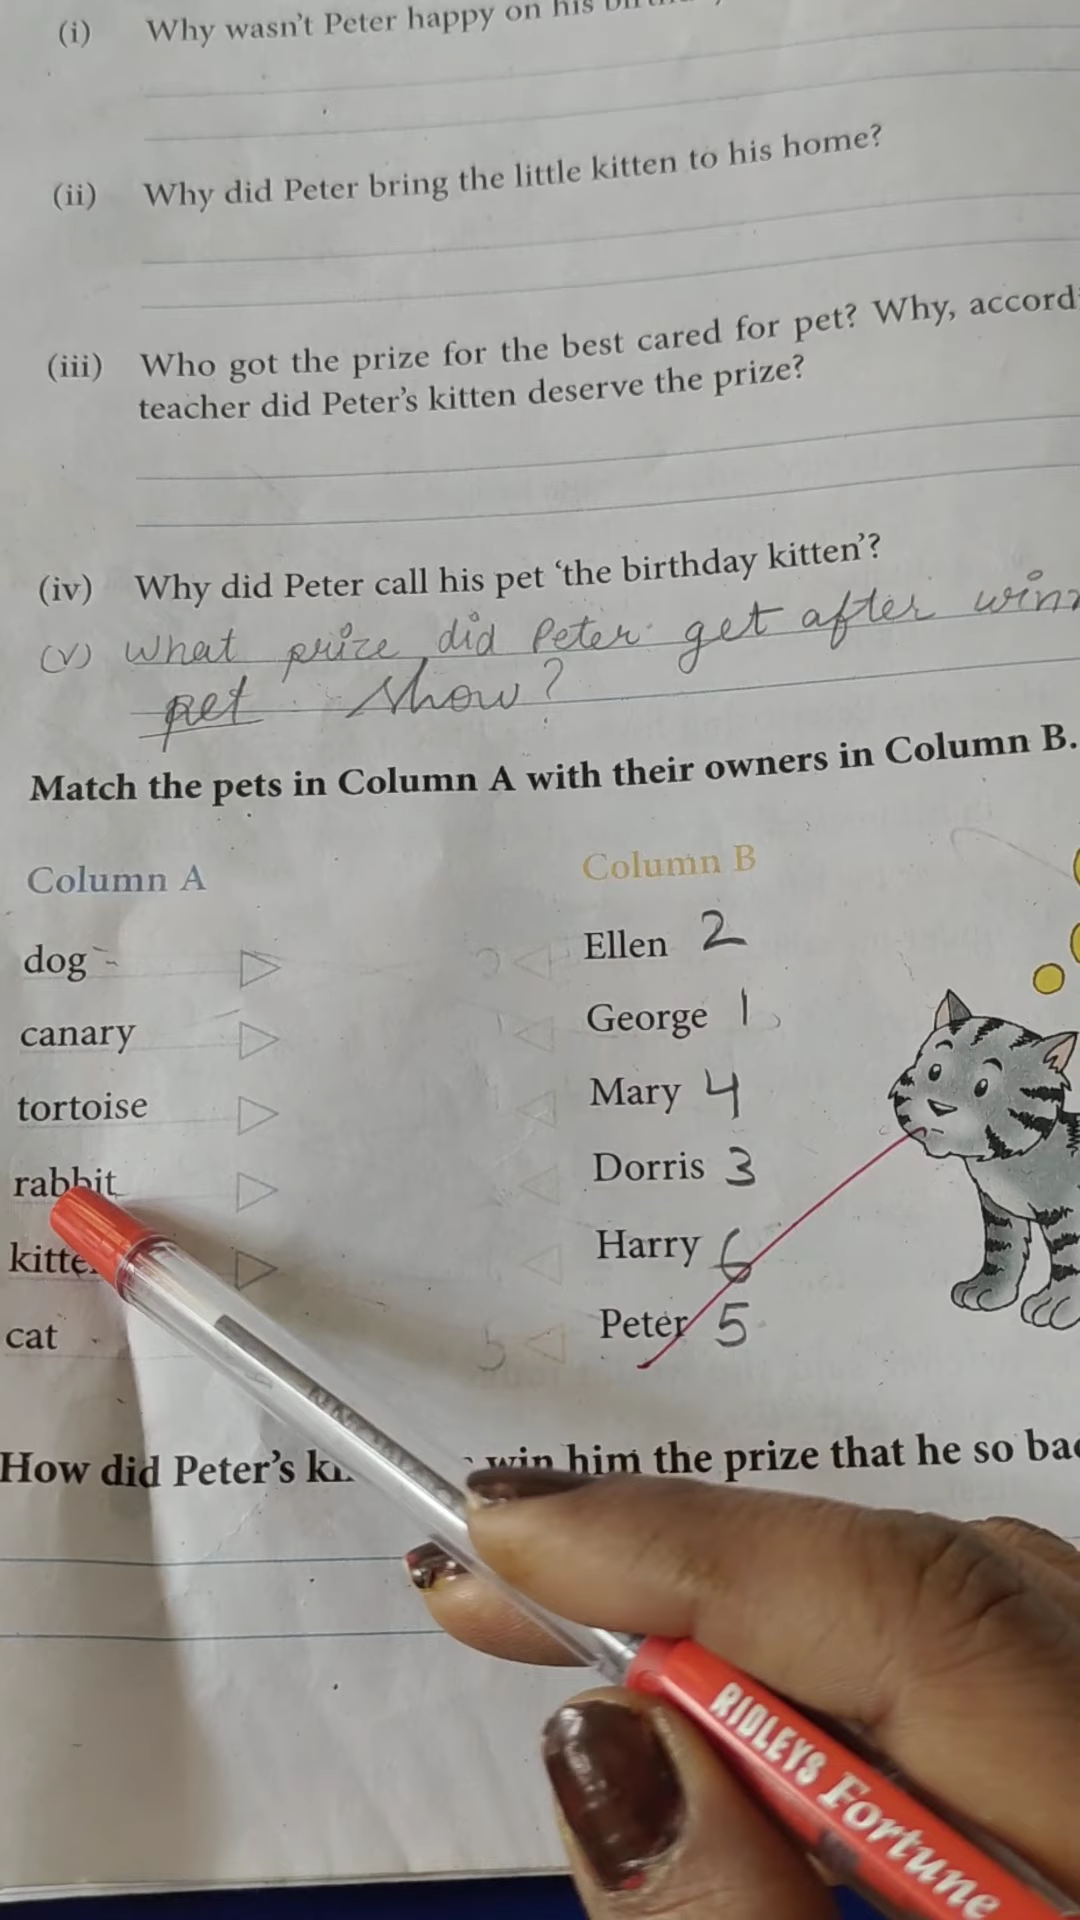 (i) Why wasn't Peter happy on his
(ii) Why did Peter bring the little kitten to his home?
(iii) Who got the prize for the best cared for pet? Why, accord
teacher did Peter's kitten deserve the prize?
(iv) Why did Peter call his pet 'the birthday kitten'?
(v) What prize did Peter get after winn
pet show?
Match the pets in Column A with their owners in Column B.
Column A Column B
dog Ellen 2
canary George 1
tortoise Mary 4
rabbit Dorris 3
kitte Harry 6
cat 5 Peter 5
How did Peter's ki win him the prize that he so ba
RIDLEYS Fortune